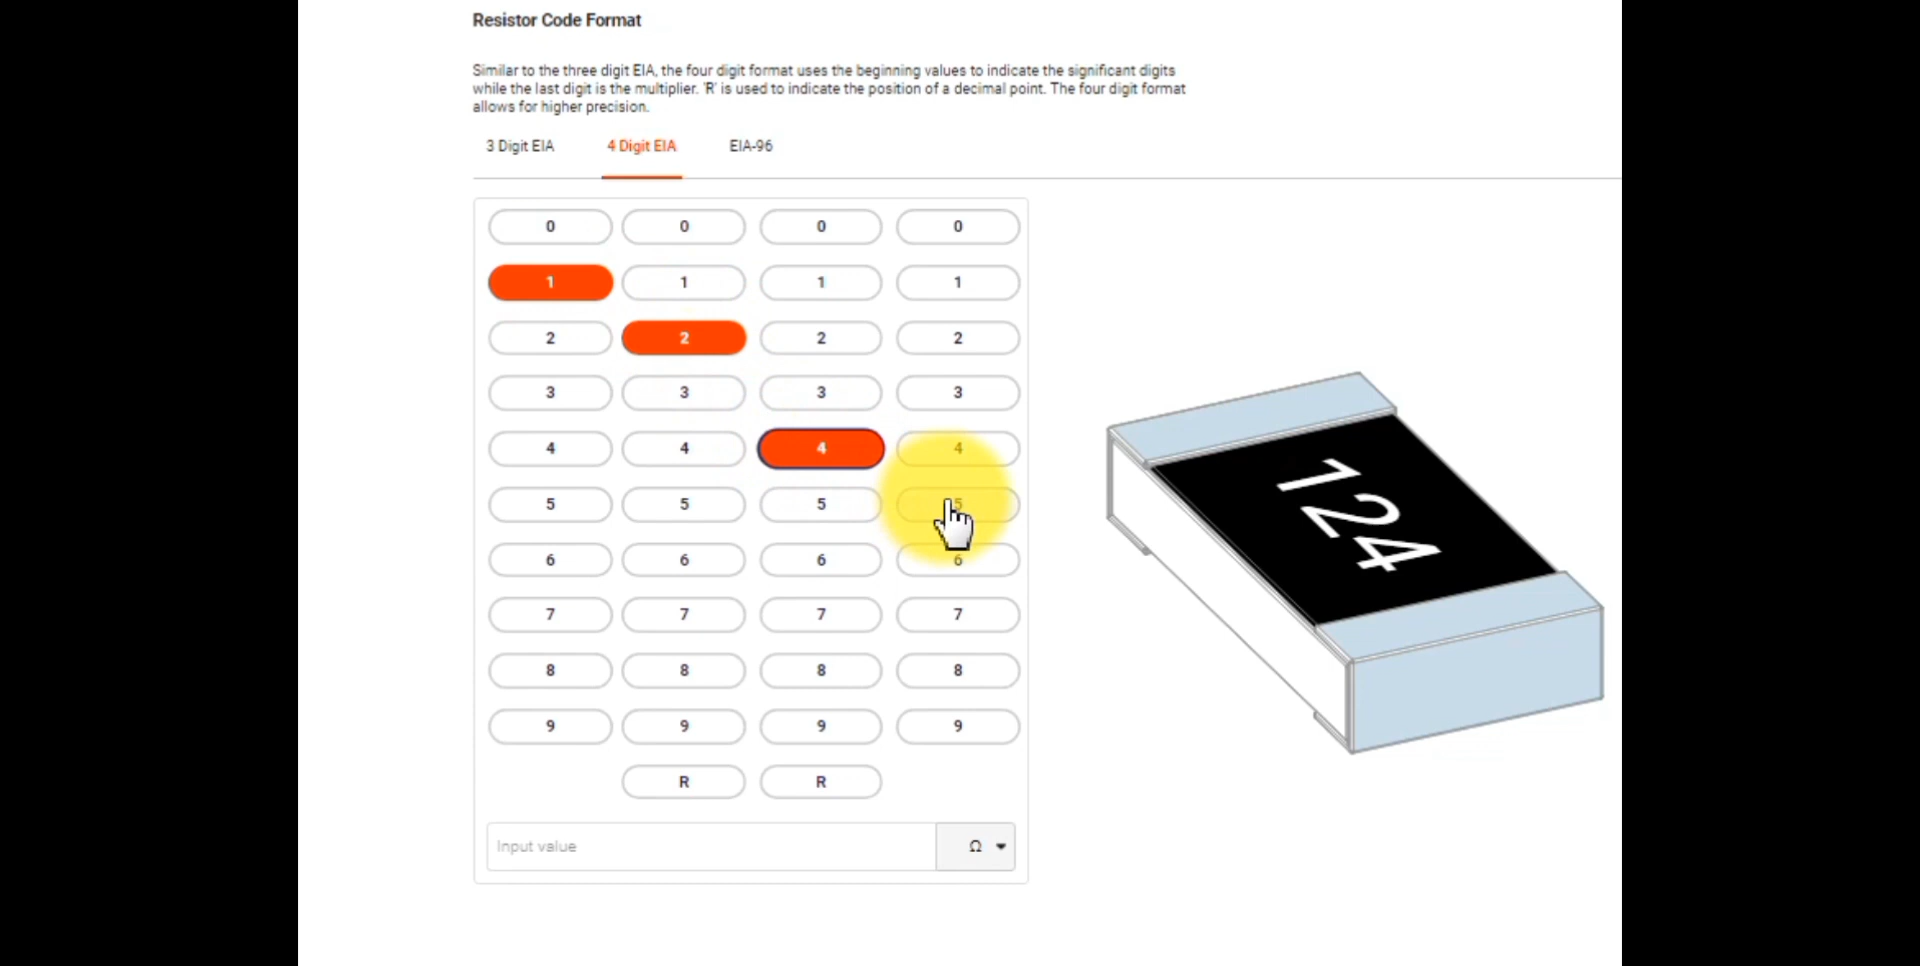 Resistor Code Format
Similar to the three digit EIA, the four digit format uses the beginning values to indicate the significant digits
while the last digit is the multiplier. 'R' is used to indicate the position of a decimal point. The four digit format
allows for higher precision.
3 Digit EIA 4 Digit EIA EIA-96
0 0 0 0
1 1 1 1
2 2 2 2
3 3 3 3
4 4 4 4
5 5 5 5
6 6 6 6
7 7 7 7
8 8 8 8
9 9 9 9
R R
Input value Ω
124